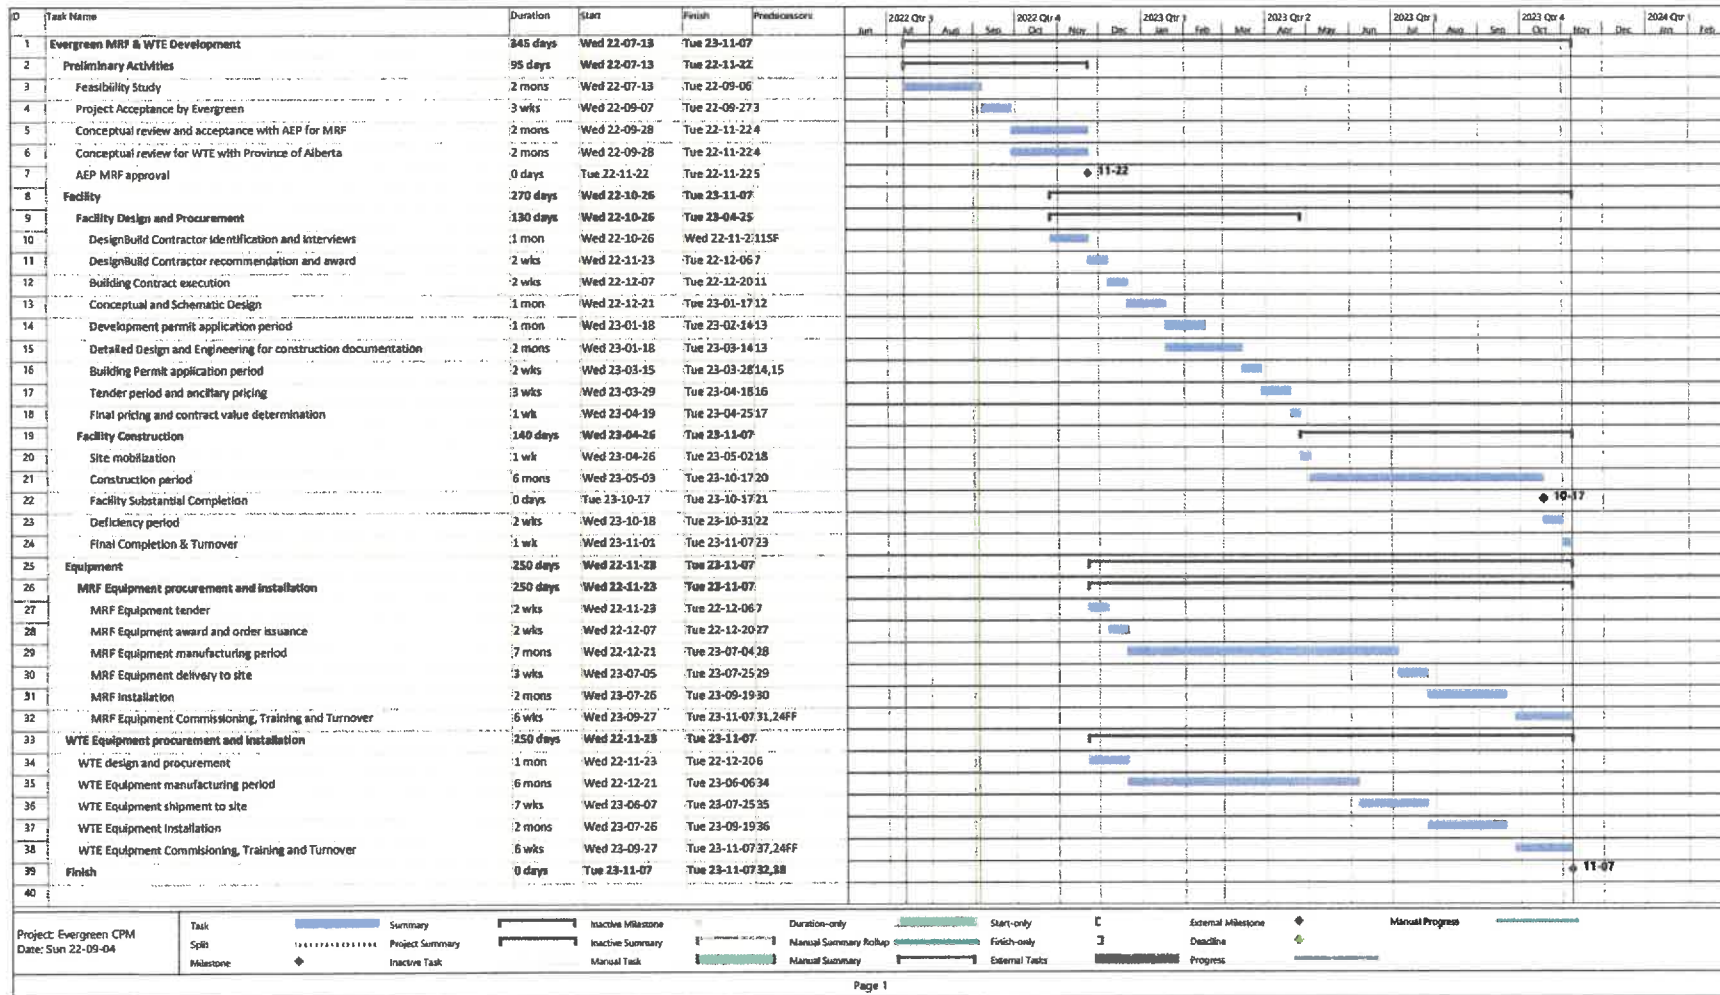 ID Task Name Duration Start Finish Predecessors 2022 Qtr 3 2022 Qtr 4 2023 Qtr 1 2023 Qtr 2 2023 Qtr 3 2023 Qtr 4 2024 Qtr 1
Jun Jul Aug Sep Oct Nov Dec Jan Feb Mar Apr May Jun Jul Aug Sep Oct Nov Dec Jan Feb
1 Evergreen MRF & WTE Development 345 days Wed 22-07-13 Tue 23-11-07
2 Preliminary Activities 95 days Wed 22-07-13 Tue 22-11-22
3 Feasibility Study 2 mons Wed 22-07-13 Tue 22-09-06
4 Project Acceptance by Evergreen 3 wks Wed 22-09-07 Tue 22-09-27 3
5 Conceptual review and acceptance with AEP for MRF 2 mons Wed 22-09-28 Tue 22-11-22 4
6 Conceptual review for WTE with Province of Alberta 2 mons Wed 22-09-28 Tue 22-11-22 4
7 AEP MRF approval 0 days Tue 22-11-22 Tue 22-11-22 5 11-22
8 Facility 270 days Wed 22-10-26 Tue 23-11-07
9 Facility Design and Procurement 130 days Wed 22-10-26 Tue 23-04-25
10 DesignBuild Contractor identification and interviews 1 mon Wed 22-10-26 Wed 22-11-2 11SF
11 DesignBuild Contractor recommendation and award 2 wks Wed 22-11-23 Tue 22-12-06 7
12 Building Contract execution 2 wks Wed 22-12-07 Tue 22-12-20 11
13 Conceptual and Schematic Design 1 mon Wed 22-12-21 Tue 23-01-17 12
14 Development permit application period 1 mon Wed 23-01-18 Tue 23-02-14 13
15 Detailed Design and Engineering for construction documentation 2 mons Wed 23-01-18 Tue 23-03-14 13
16 Building Permit application period 2 wks Wed 23-03-15 Tue 23-03-28 14,15
17 Tender period and ancillary pricing 3 wks Wed 23-03-29 Tue 23-04-18 16
18 Final pricing and contract value determination 1 wk Wed 23-04-19 Tue 23-04-25 17
19 Facility Construction 140 days Wed 23-04-26 Tue 23-11-07
20 Site mobilization 1 wk Wed 23-04-26 Tue 23-05-02 18
21 Construction period 6 mons Wed 23-05-03 Tue 23-10-17 20
22 Facility Substantial Completion 0 days Tue 23-10-17 Tue 23-10-17 21 10-17
23 Deficiency period 2 wks Wed 23-10-18 Tue 23-10-31 22
24 Final Completion & Turnover 1 wk Wed 23-11-01 Tue 23-11-07 23
25 Equipment 250 days Wed 22-11-23 Tue 23-11-07
26 MRF Equipment procurement and installation 250 days Wed 22-11-23 Tue 23-11-07
27 MRF Equipment tender 2 wks Wed 22-11-23 Tue 22-12-06 7
28 MRF Equipment award and order issuance 2 wks Wed 22-12-07 Tue 22-12-20 27
29 MRF Equipment manufacturing period 7 mons Wed 22-12-21 Tue 23-07-04 28
30 MRF Equipment delivery to site 3 wks Wed 23-07-05 Tue 23-07-25 29
31 MRF Installation 2 mons Wed 23-07-26 Tue 23-09-19 30
32 MRF Equipment Commissioning, Training and Turnover 6 wks Wed 23-09-27 Tue 23-11-07 31,24FF
33 WTE Equipment procurement and installation 250 days Wed 22-11-23 Tue 23-11-07
34 WTE design and procurement 1 mon Wed 22-11-23 Tue 22-12-20 6
35 WTE Equipment manufacturing period 6 mons Wed 22-12-21 Tue 23-06-06 34
36 WTE Equipment shipment to site 7 wks Wed 23-06-07 Tue 23-07-25 35
37 WTE Equipment Installation 2 mons Wed 23-07-26 Tue 23-09-19 36
38 WTE Equipment Commisioning, Training and Turnover 6 wks Wed 23-09-27 Tue 23-11-07 37,24FF
39 Finish 0 days Tue 23-11-07 Tue 23-11-07 32,38 11-07
40
Project: Evergreen CPM
Date: Sun 22-09-04
Task Summary Inactive Milestone Duration-only Start-only External Milestone Manual Progress
Split Project Summary Inactive Summary Manual Summary Rollup Finish-only Deadline
Milestone Inactive Task Manual Task Manual Summary External Tasks Progress
Page 1